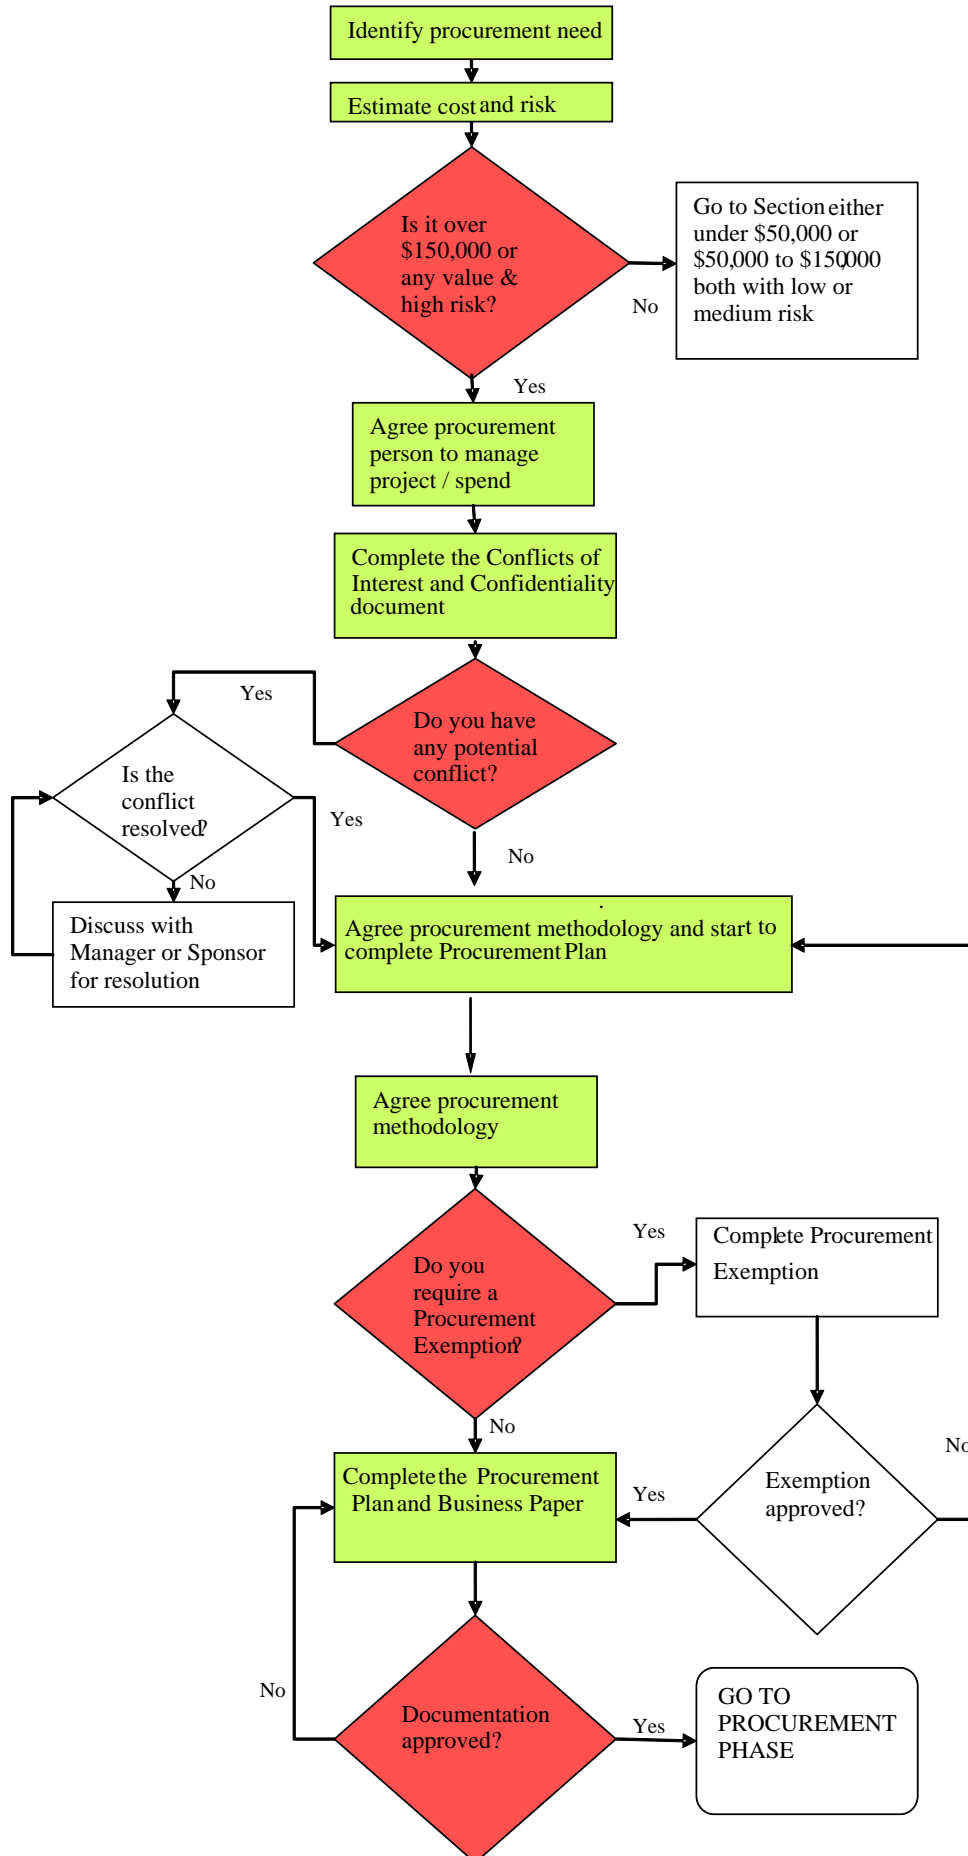 Identify procurement need
Estimate cost and risk
Is it over
$150,000 or
any value &
high risk?
Go to Section either
under $50,000 or
$50,000 to $150,000
both with low or
medium risk
No
Yes
Agree procurement
person to manage
project / spend
Complete the Conflicts of
Interest and Confidentiality
document
Yes
Do you have
any potential
conflict?
Is the
conflict
resolved?
Yes
No
No
Discuss with
Manager or Sponsor
for resolution
.
Agree procurement methodology and start to
complete Procurement Plan
Agree procurement
methodology
Do you
require a
Procurement
Exemption?
Yes
Complete Procurement
Exemption
No
Complete the Procurement
Plan and Business Paper
Yes
Exemption
approved?
No
No
Documentation
approved?
Yes
GO TO
PROCUREMENT
PHASE